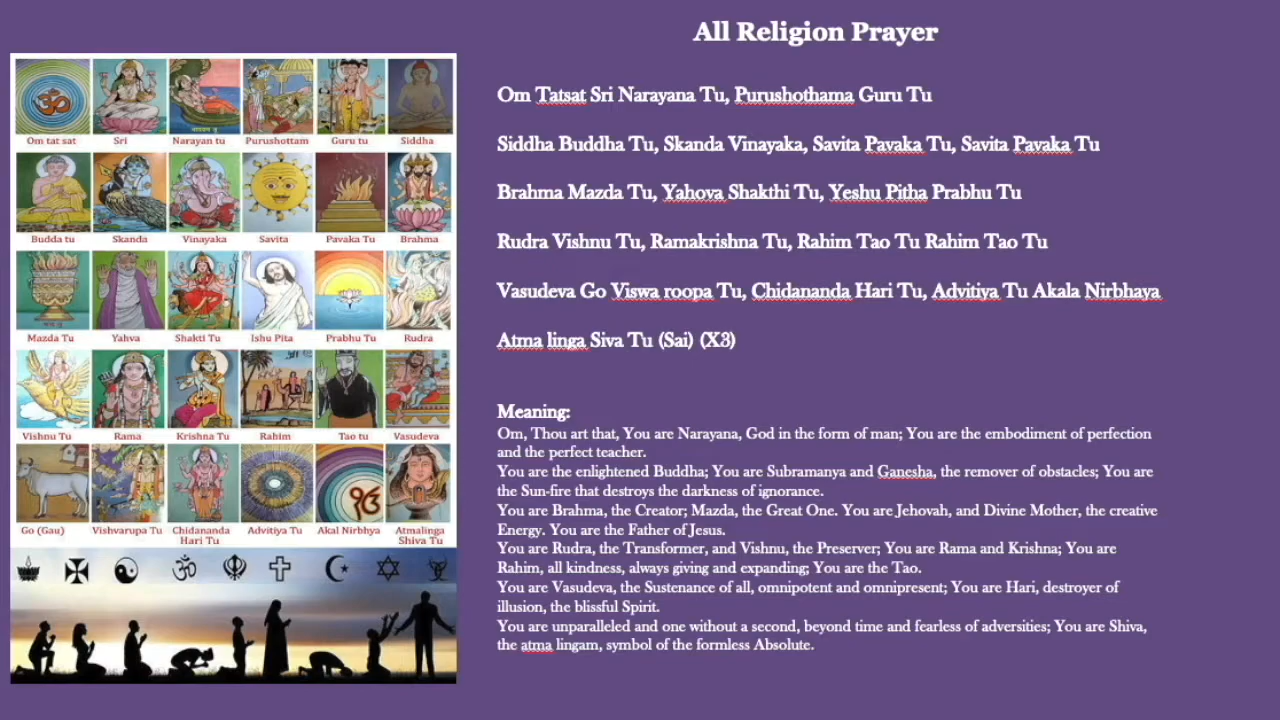 All Religion Prayer
Om Tatsat Sri Narayana Tu, Purushothama Guru Tu
Siddha Buddha Tu, Skanda Vinayaka, Savita Pavaka Tu, Savita Pavaka Tu
Brahma Mazda Tu, Yahova Shakthi Tu, Yeshu Pitha Prabhu Tu
Rudra Vishnu Tu, Ramakrishna Tu, Rahim Tao Tu Rahim Tao Tu
Vasudeva Go Viswa roopa Tu, Chidananda Hari Tu, Advitiya Tu Akala Nirbhaya
Atma linga Siva Tu (Sai) (X3)
Meaning:
Om, Thou art that, You are Narayana, God in the form of man; You are the embodiment of perfection
and the perfect teacher.
You are the enlightened Buddha; You are Subramanya and Ganesha, the remover of obstacles; You are
the Sun-fire that destroys the darkness of ignorance.
You are Brahma, the Creator; Mazda, the Great One. You are Jehovah, and Divine Mother, the creative
Energy. You are the Father of Jesus.
You are Rudra, the Transformer, and Vishnu, the Preserver; You are Rama and Krishna; You are
Rahim, all kindness, always giving and expanding; You are the Tao.
You are Vasudeva, the Sustenance of all, omnipotent and omnipresent; You are Hari, destroyer of
illusion, the blissful Spirit.
You are unparalleled and one without a second, beyond time and fearless of adversities; You are Shiva,
the atma lingam, symbol of the formless Absolute.
ॐ
Om tat sat Sri Narayan tu Purushottam Guru tu Siddha
Budda tu Skanda Vinayaka Savita Pavaka Tu Brahma
Mazda Tu Yahva Shakti Tu Ishu Pita Prabhu Tu Rudra
Vishnu Tu Rama Krishna Tu Rahim Tao tu Vasudeva
ੴ
Go (Gau) Vishvarupa Tu Chidananda Advitiya Tu Akal Nirbhya Atmalinga
Hari Tu Shiva Tu
ॐ